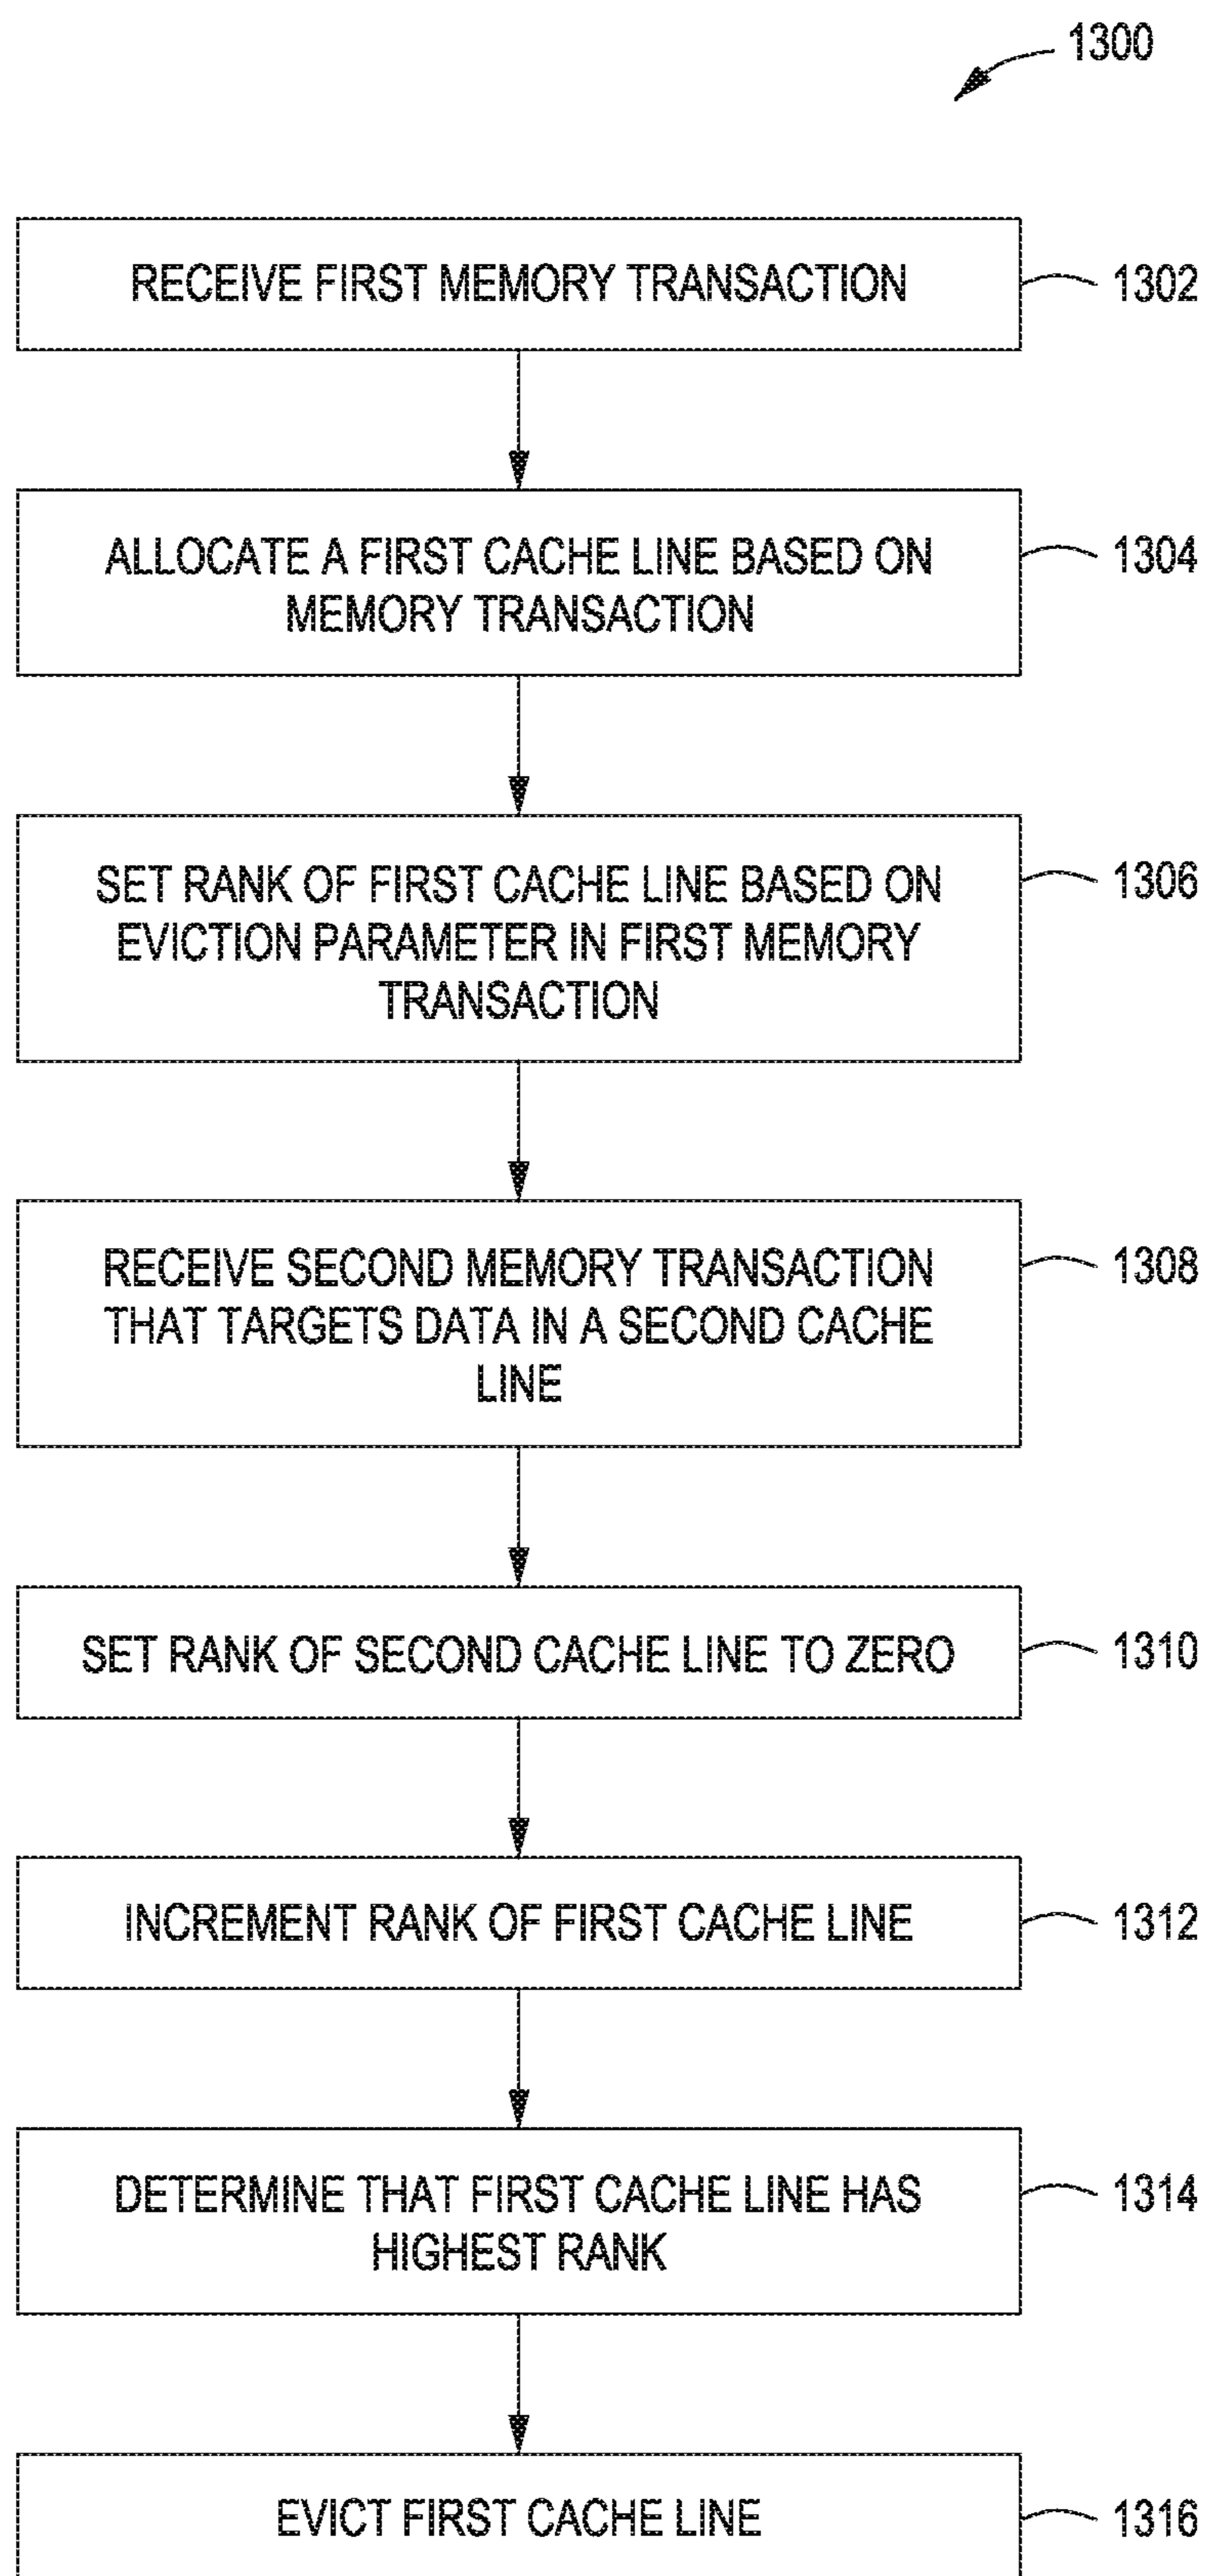 1300
RECEIVE FIRST MEMORY TRANSACTION
1302
ALLOCATE A FIRST CACHE LINE BASED ON
MEMORY TRANSACTION
1304
SET RANK OF FIRST CACHE LINE BASED ON
EVICTION PARAMETER IN FIRST MEMORY
TRANSACTION
1306
RECEIVE SECOND MEMORY TRANSACTION
THAT TARGETS DATA IN A SECOND CACHE
LINE
1308
SET RANK OF SECOND CACHE LINE TO ZERO
1310
INCREMENT RANK OF FIRST CACHE LINE
1312
DETERMINE THAT FIRST CACHE LINE HAS
HIGHEST RANK
1314
EVICT FIRST CACHE LINE
1316